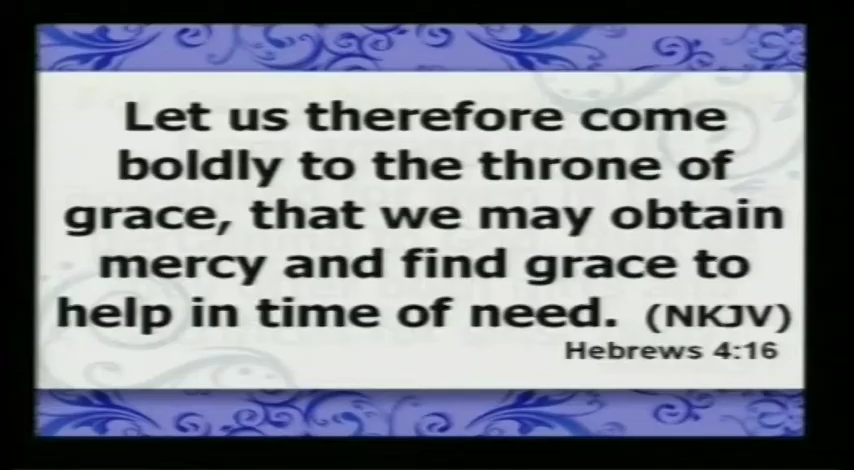 Let us therefore come
boldly to the throne of
grace, that we may obtain
mercy and find grace to
help in time of need. (NKJV)
Hebrews 4:16